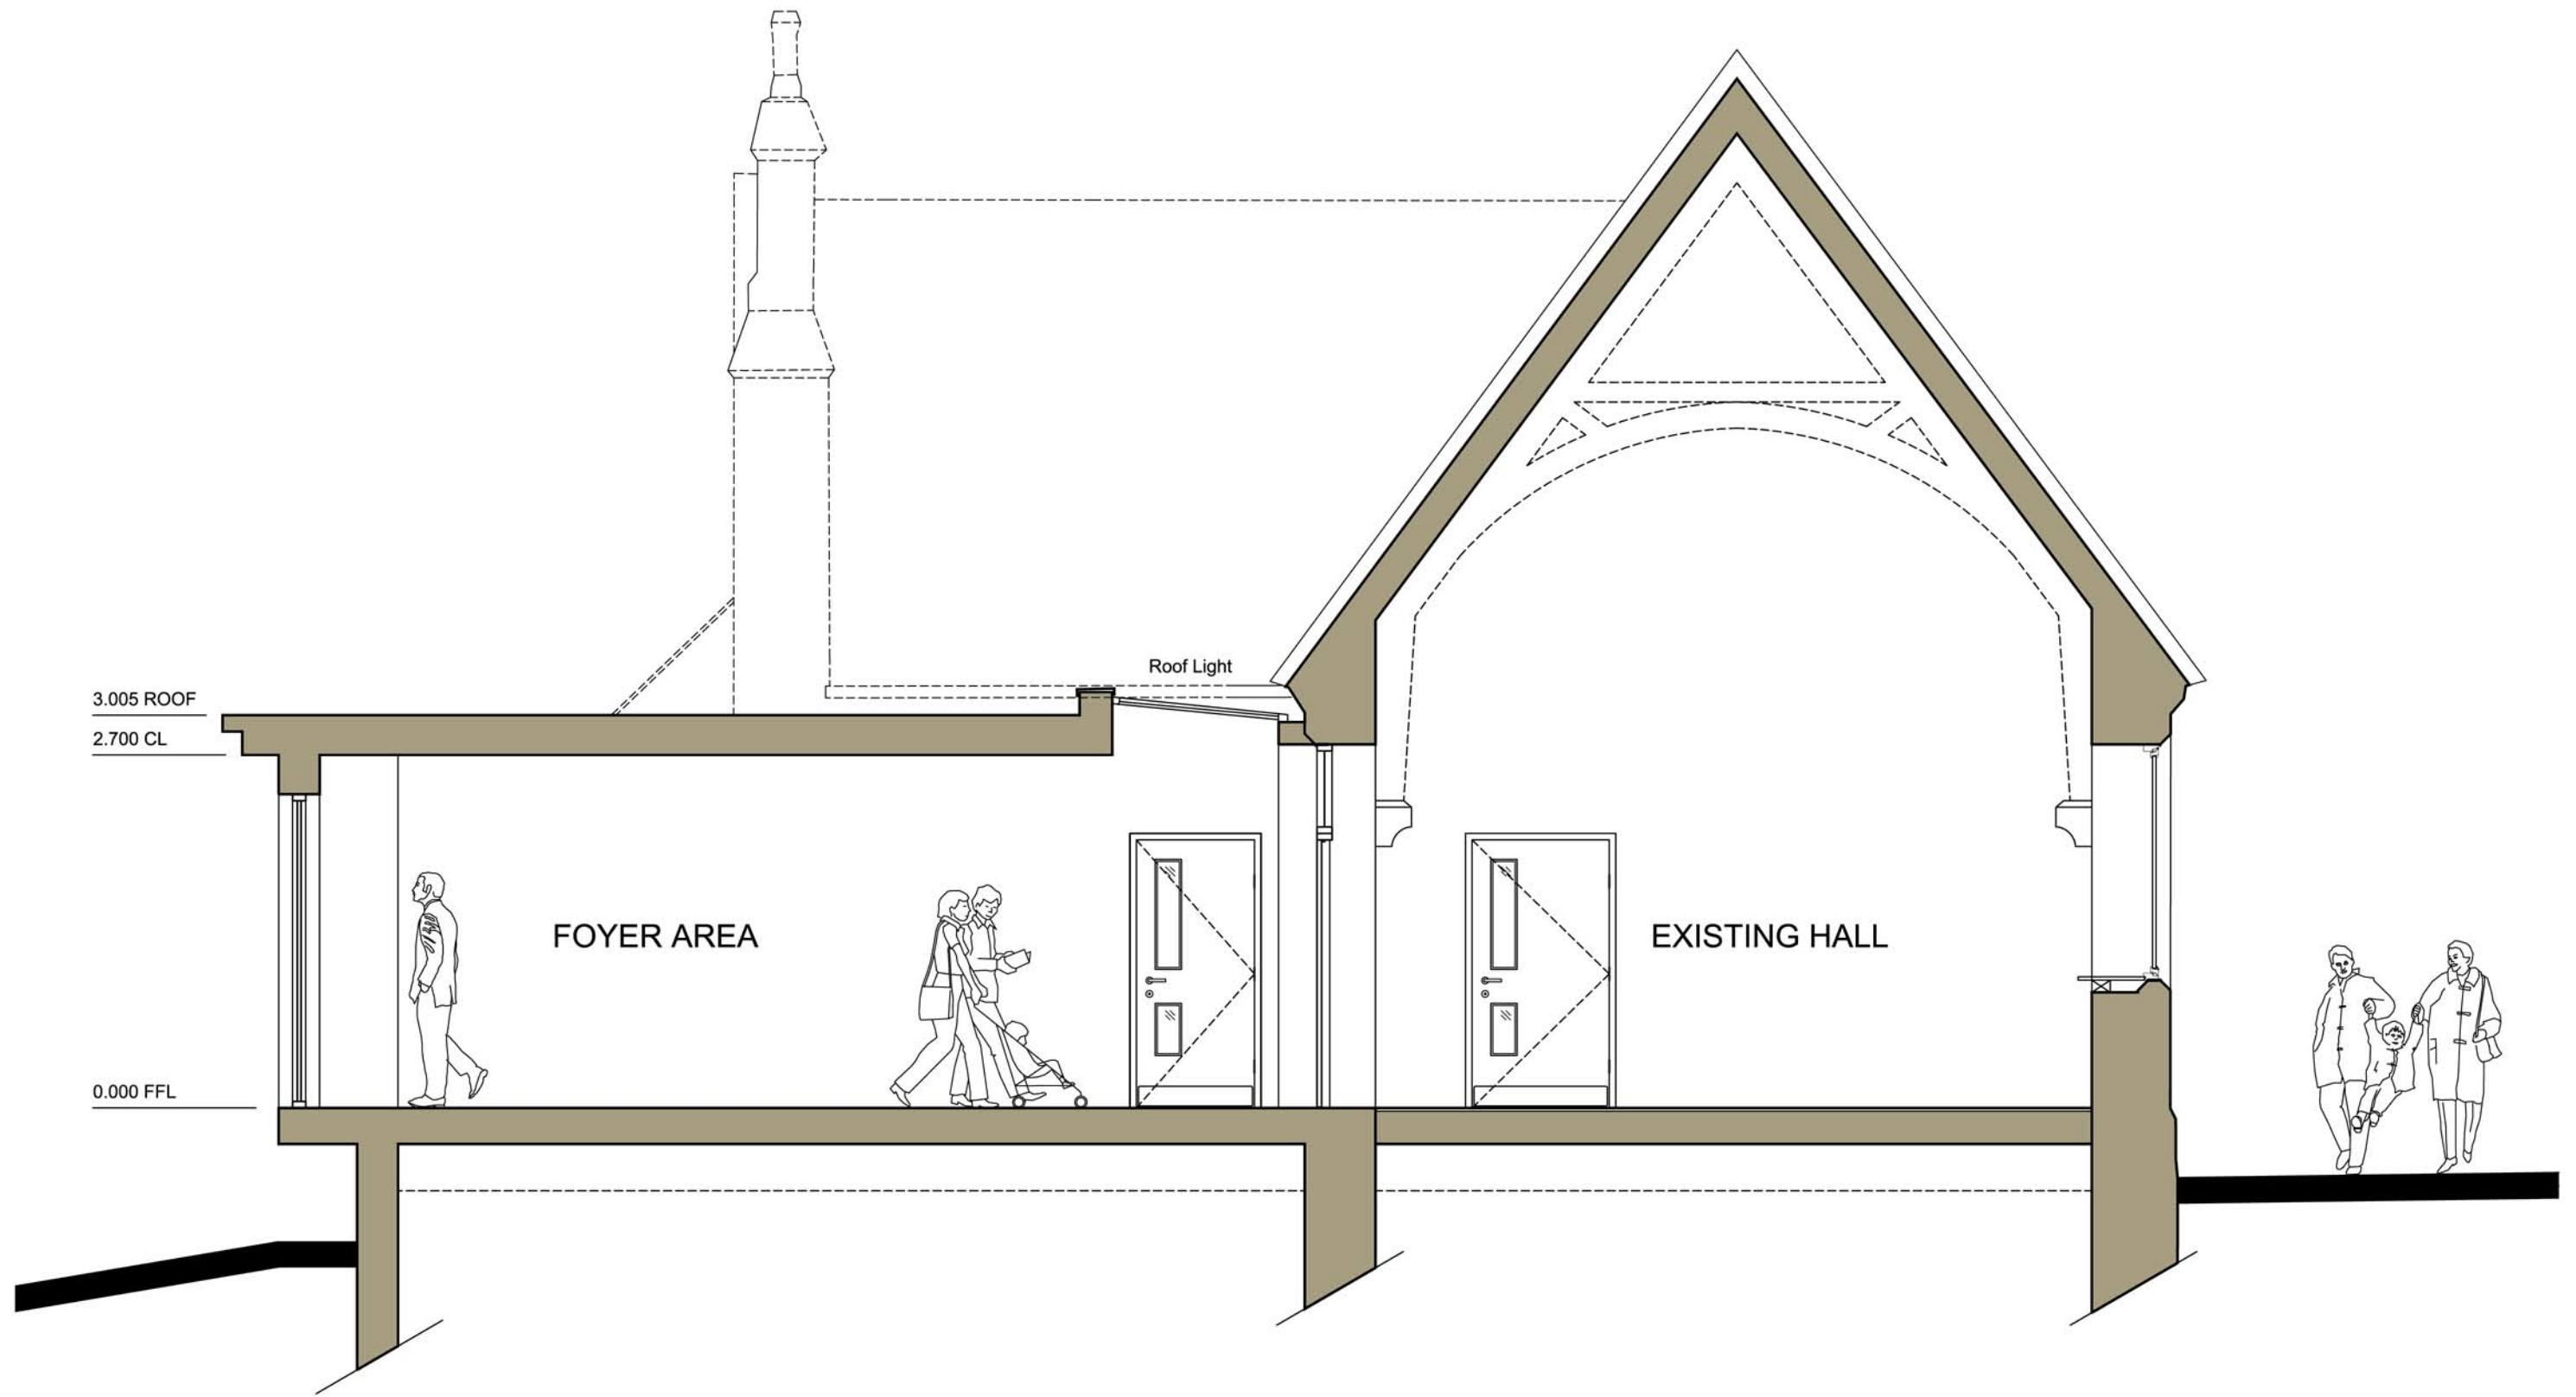 Roof Light
3.005 ROOF
2.700 CL
FOYER AREA
EXISTING HALL
0.000 FFL